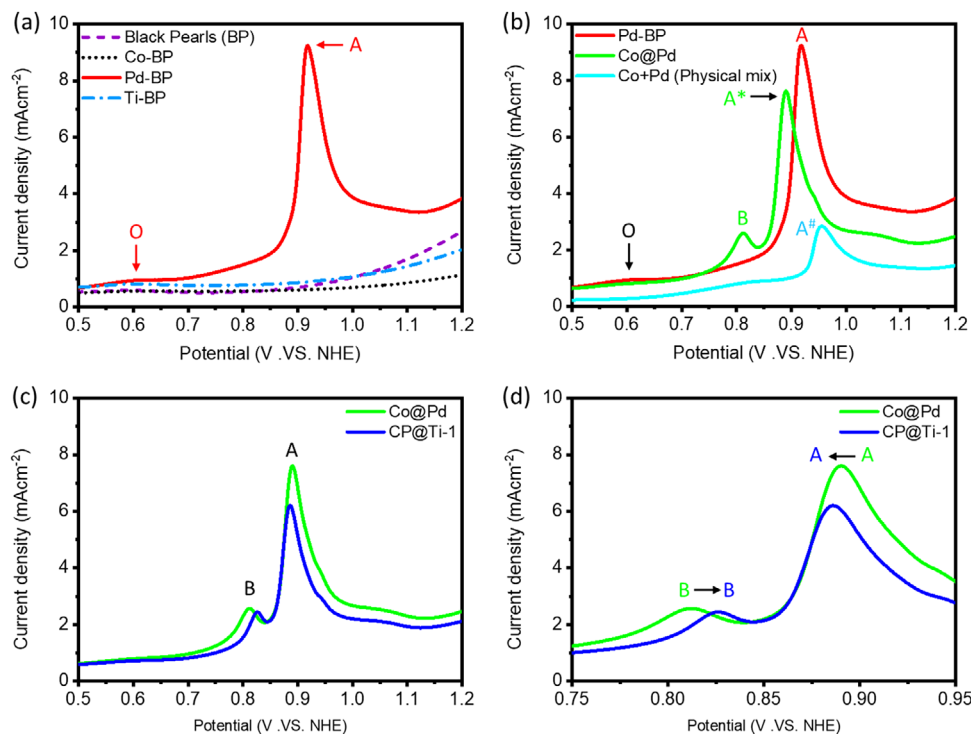 (a)
10
8
6
4
2
0
Current density (mAcm⁻²)
Black Pearls (BP)
Co-BP
Pd-BP
Ti-BP
A
O
0.5 0.6 0.7 0.8 0.9 1.0 1.1 1.2
Potential (V .VS. NHE)
(b)
10
8
6
4
2
0
Current density (mAcm⁻²)
Pd-BP
Co@Pd
Co+Pd (Physical mix)
A
A*
B
A#
O
0.5 0.6 0.7 0.8 0.9 1.0 1.1 1.2
Potential (V .VS. NHE)
(c)
10
8
6
4
2
0
Current density (mAcm⁻²)
Co@Pd
CP@Ti-1
A
B
0.5 0.6 0.7 0.8 0.9 1.0 1.1 1.2
Potential (V .VS. NHE)
(d)
10
8
6
4
2
0
Current density (mAcm⁻²)
Co@Pd
CP@Ti-1
A A
B B
0.75 0.80 0.85 0.90 0.95
Potential (V .VS. NHE)